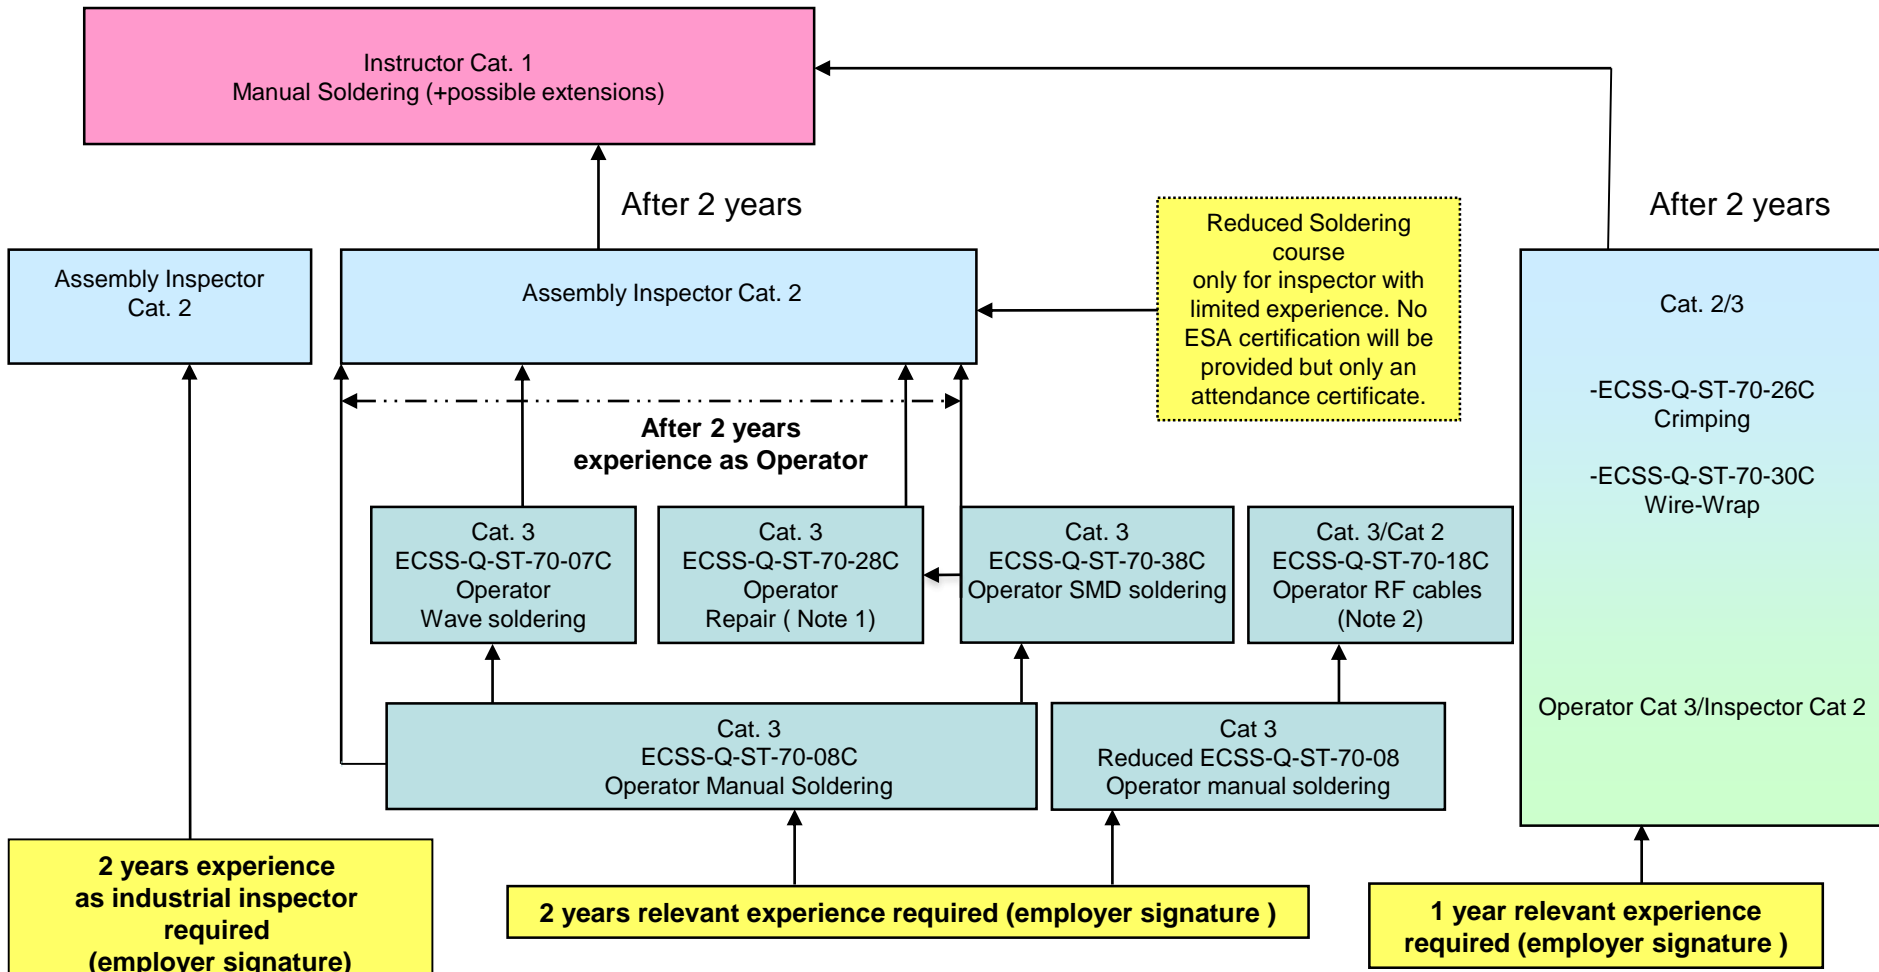 Instructor Cat. 1
Manual Soldering (+possible extensions)
After 2 years
After 2 years
Assembly Inspector
Cat. 2
Assembly Inspector Cat. 2
Reduced Soldering
course
only for inspector with
limited experience. No
ESA certification will be
provided but only an
attendance certificate.
Cat. 2/3
-ECSS-Q-ST-70-26C
Crimping
-ECSS-Q-ST-70-30C
Wire-Wrap
Operator Cat 3/Inspector Cat 2
After 2 years
experience as Operator
Cat. 3
ECSS-Q-ST-70-07C
Operator
Wave soldering
Cat. 3
ECSS-Q-ST-70-28C
Operator
Repair ( Note 1)
Cat. 3
ECSS-Q-ST-70-38C
Operator SMD soldering
Cat. 3/Cat 2
ECSS-Q-ST-70-18C
Operator RF cables
(Note 2)
Cat. 3
ECSS-Q-ST-70-08C
Operator Manual Soldering
Cat 3
Reduced ECSS-Q-ST-70-08
Operator manual soldering
2 years experience
as industrial inspector
required
(employer signature)
2 years relevant experience required (employer signature )
1 year relevant experience
required (employer signature )